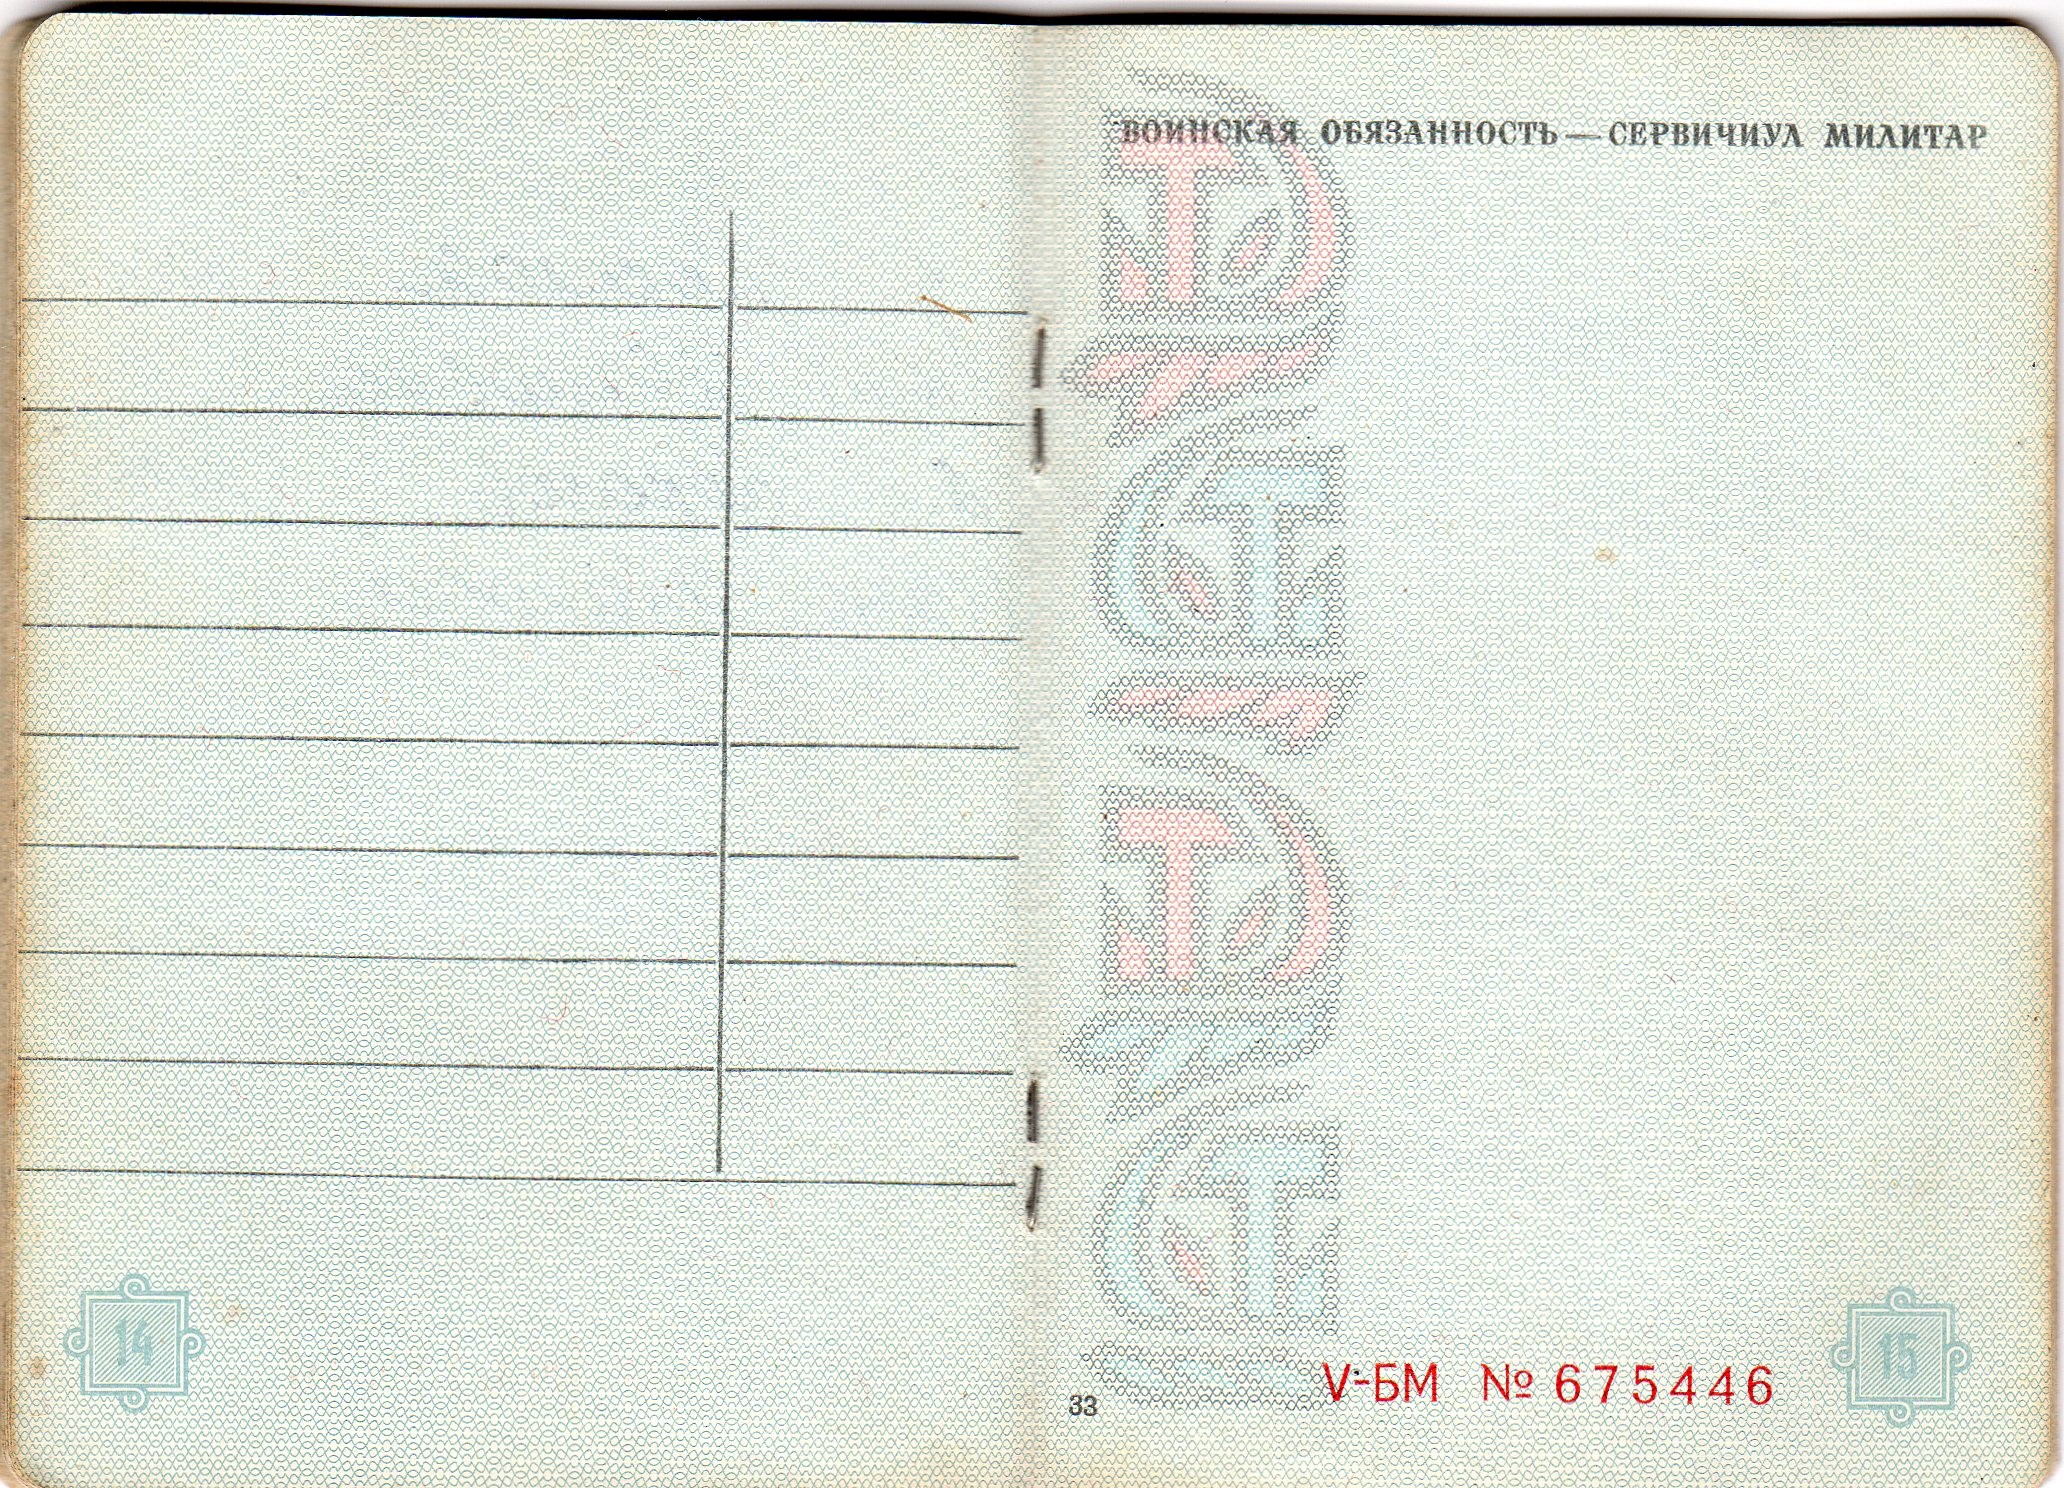 ВОИНСКАЯ ОБЯЗАННОСТЬ — СЕРВИЧИУЛ МИЛИТАР
14
33
V-БМ № 675446
15